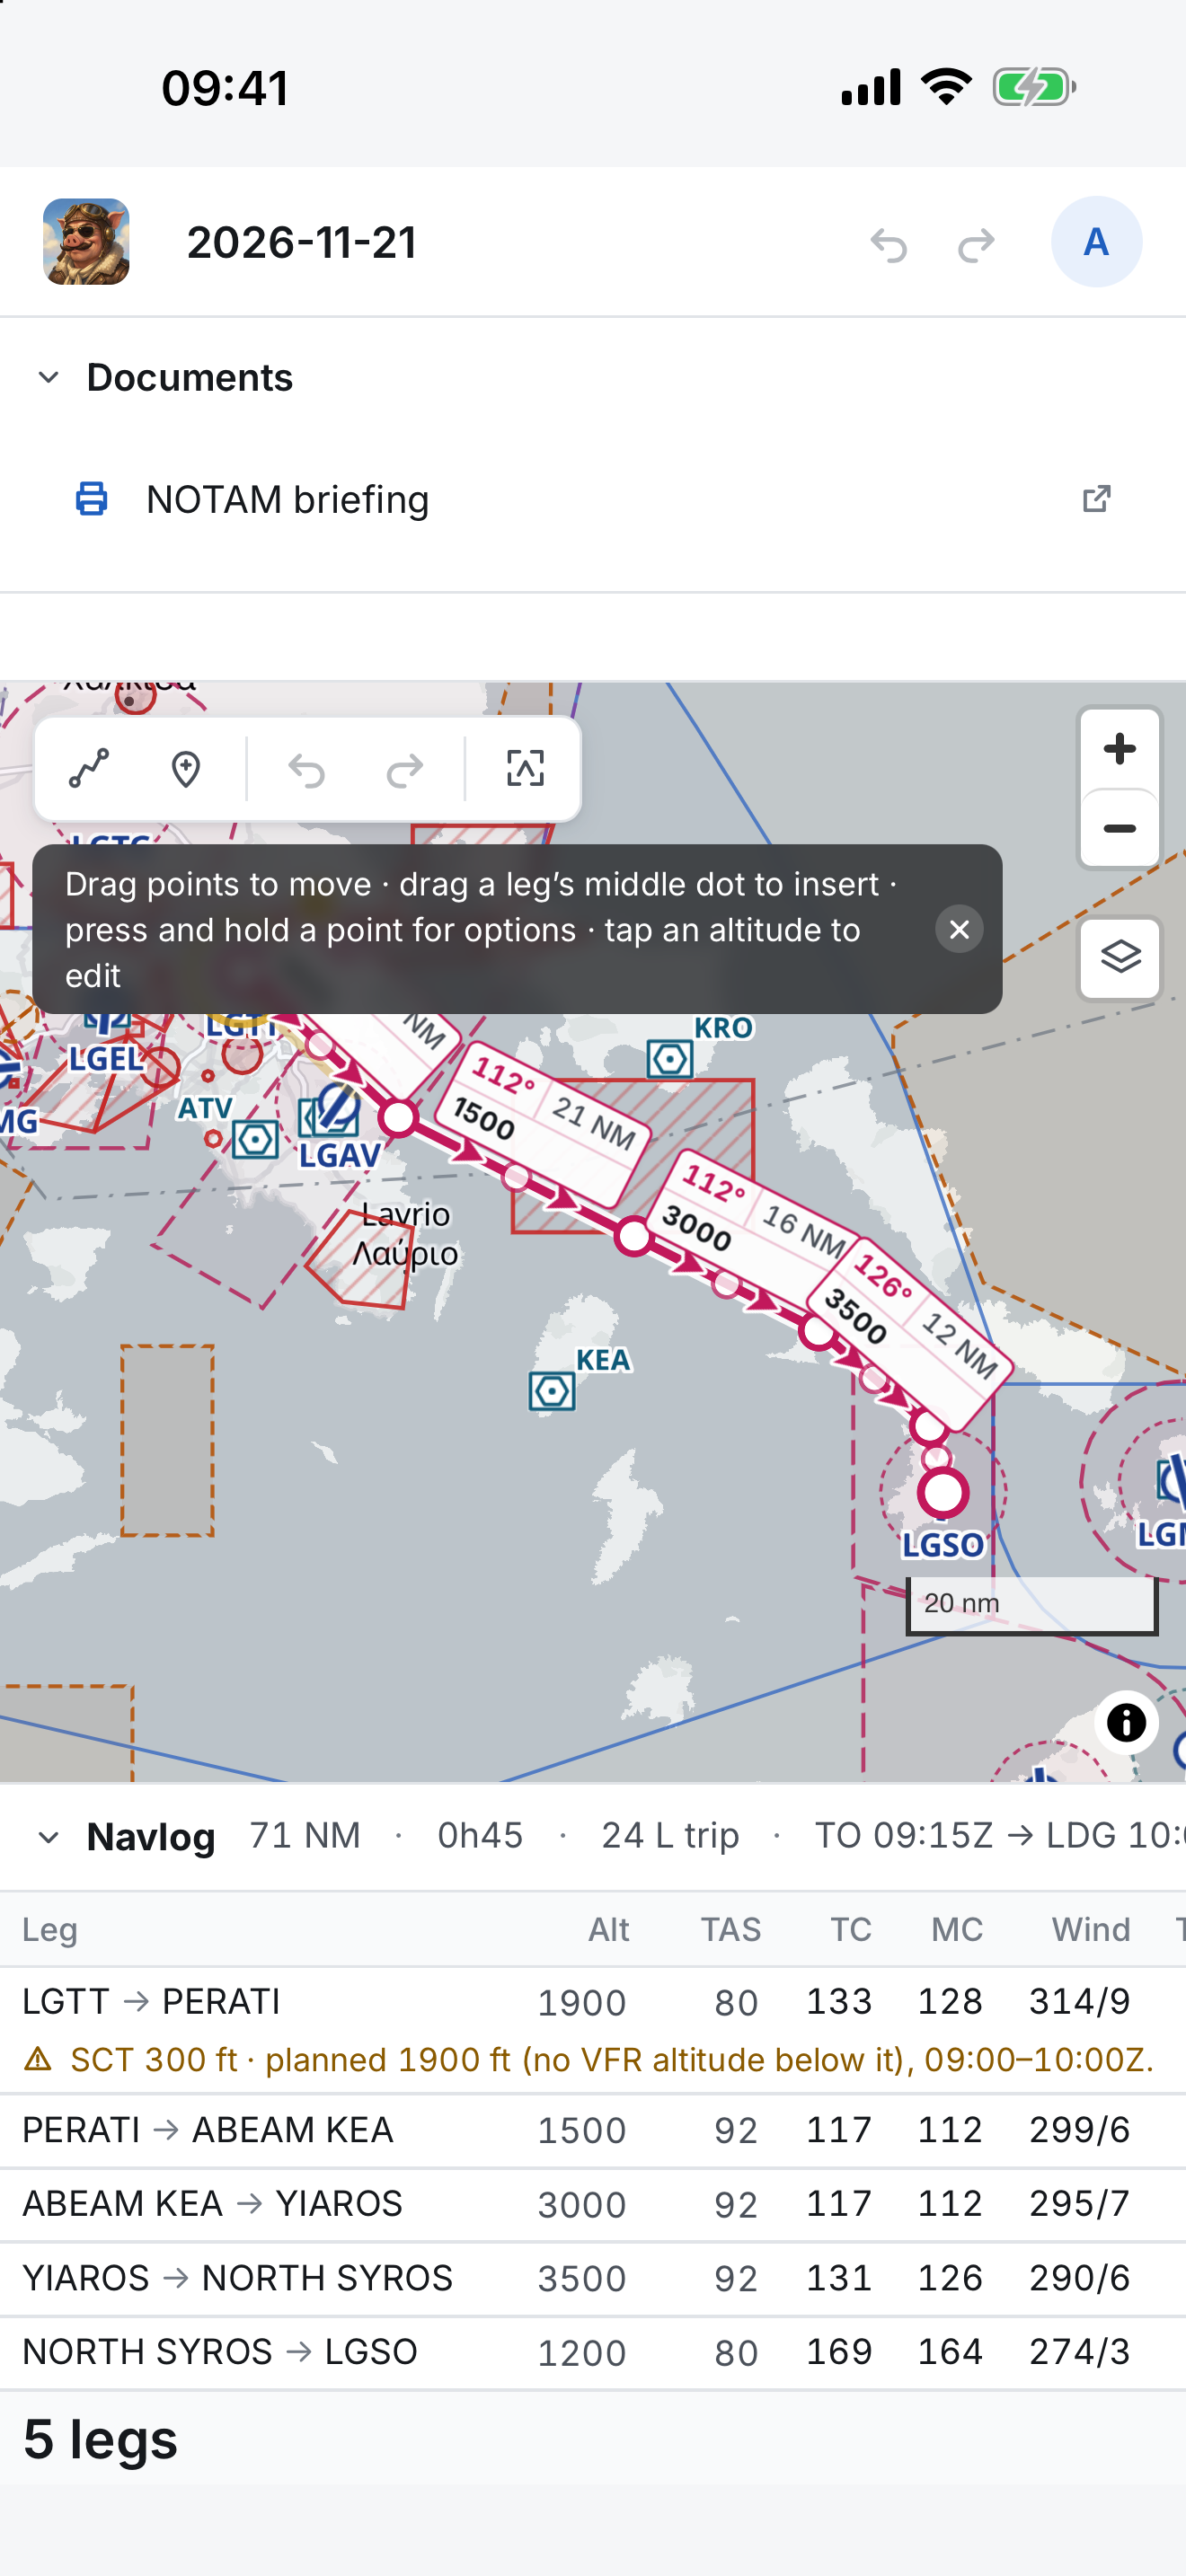 09:41
2026-11-21
A
Documents
NOTAM briefing
Drag points to move · drag a leg’s middle dot to insert ·
press and hold a point for options · tap an altitude to
edit
KRO
NM
LGEL
ATV
LGAV
112°
21 NM
1500
Lavrio
Λαύριο
112°
16 NM
3000
126°
12 NM
3500
KEA
LGSO
20 nm
Navlog 71 NM · 0h45 · 24 L trip · TO 09:15Z → LDG 10:
Leg Alt TAS TC MC Wind
LGTT → PERATI 1900 80 133 128 314/9
SCT 300 ft · planned 1900 ft (no VFR altitude below it), 09:00–10:00Z.
PERATI → ABEAM KEA 1500 92 117 112 299/6
ABEAM KEA → YIAROS 3000 92 117 112 295/7
YIAROS → NORTH SYROS 3500 92 131 126 290/6
NORTH SYROS → LGSO 1200 80 169 164 274/3
5 legs